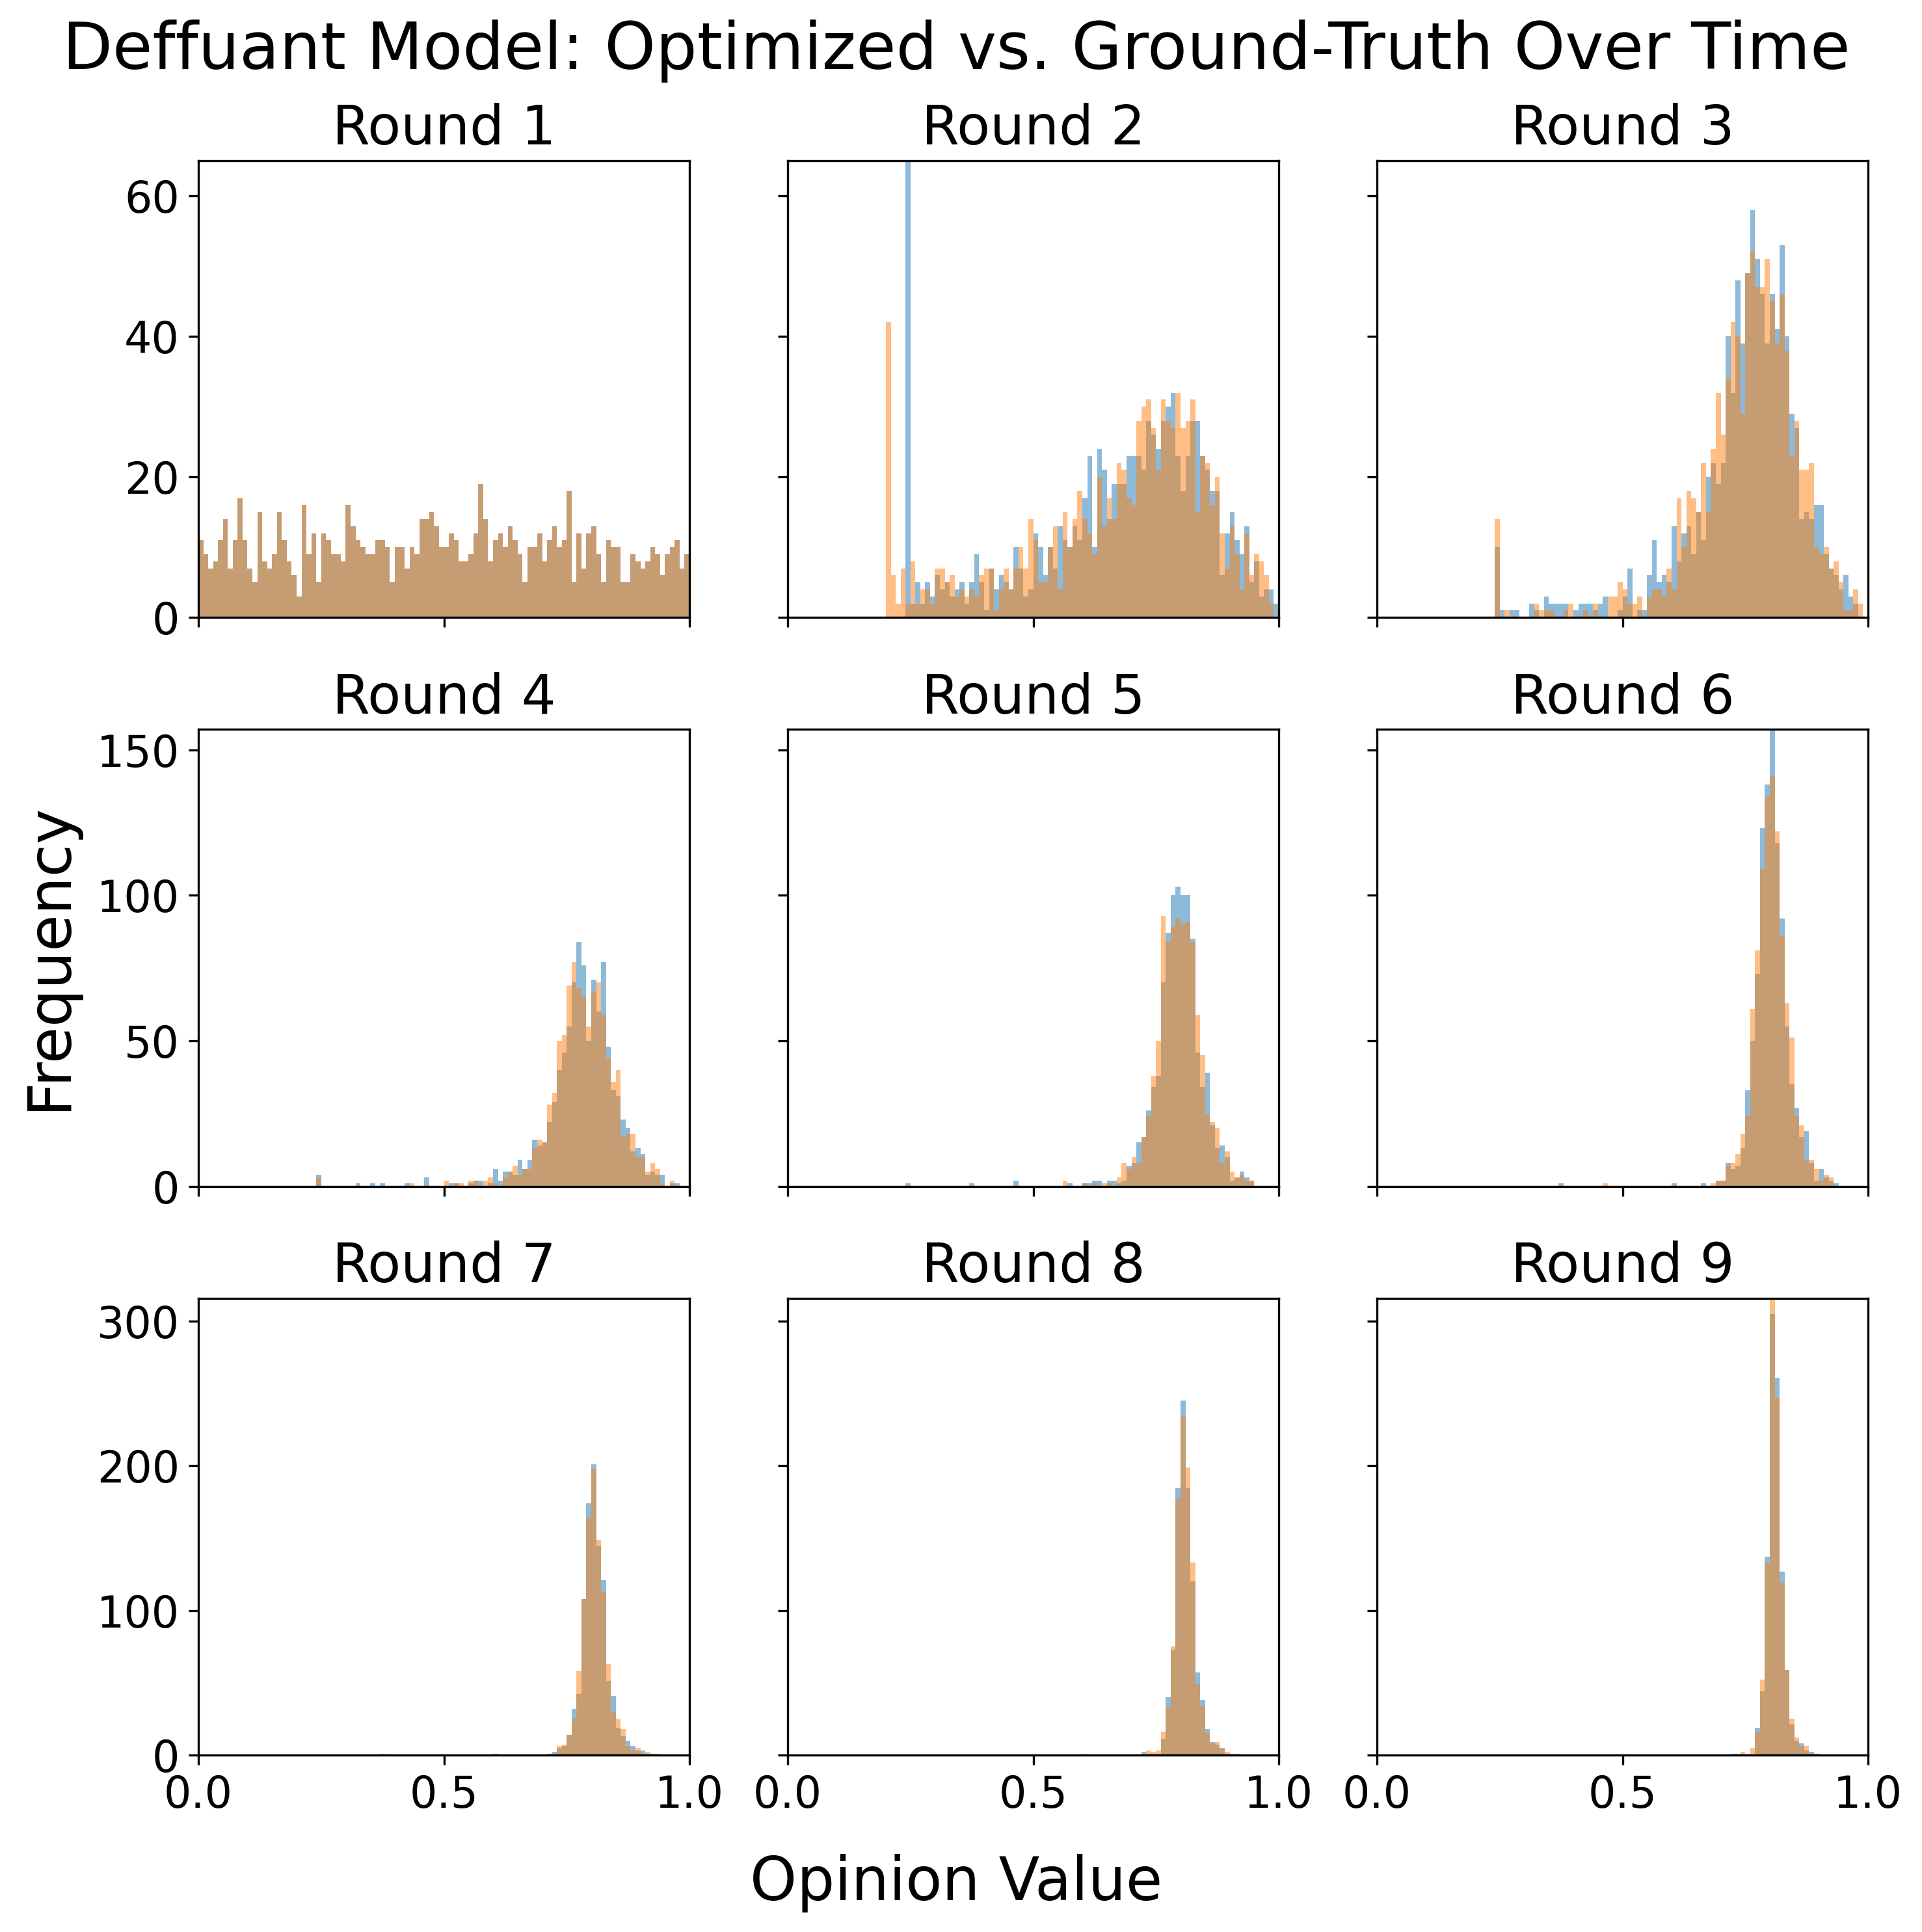 Deffuant Model: Optimized vs. Ground-Truth Over Time
Round 1
Round 2
Round 3
60
40
20
0
Round 4
Round 5
Round 6
150
100
50
0
Frequency
Round 7
Round 8
Round 9
300
200
100
0
0.0 0.5 1.0 0.0 0.5 1.0 0.0 0.5 1.0
Opinion Value